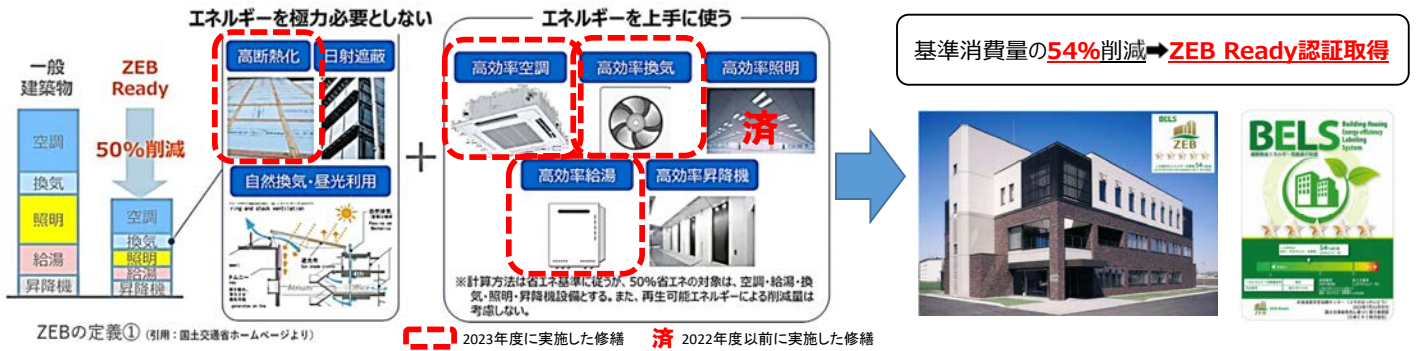 エネルギーを極力必要としない
エネルギーを上手に使う
一般
建築物
ZEB
Ready
50%削減
空調
換気
照明
給湯
昇降機
空調
換気
照明
給湯
昇降機
高断熱化
日射遮蔽
自然換気・昼光利用
ring and stack ventilation
Atrium
Office
+
高効率空調
高効率換気
高効率照明
済
高効率給湯
高効率昇降機
※計算方法は省エネ基準に従うが、50%省エネの対象は、空調・給湯・換
気・照明・昇降機設備とする。また、再生可能エネルギーによる削減量は
考慮しない。
ZEBの定義① (引用:国土交通省ホームページより)
2023年度に実施した修繕
済 2022年度以前に実施した修繕
基準消費量の54%削減➡ZEB Ready認証取得
BELS
ZEB
BELS
Building-Housing
Energy-efficiency
Labeling
System
54
ZEB